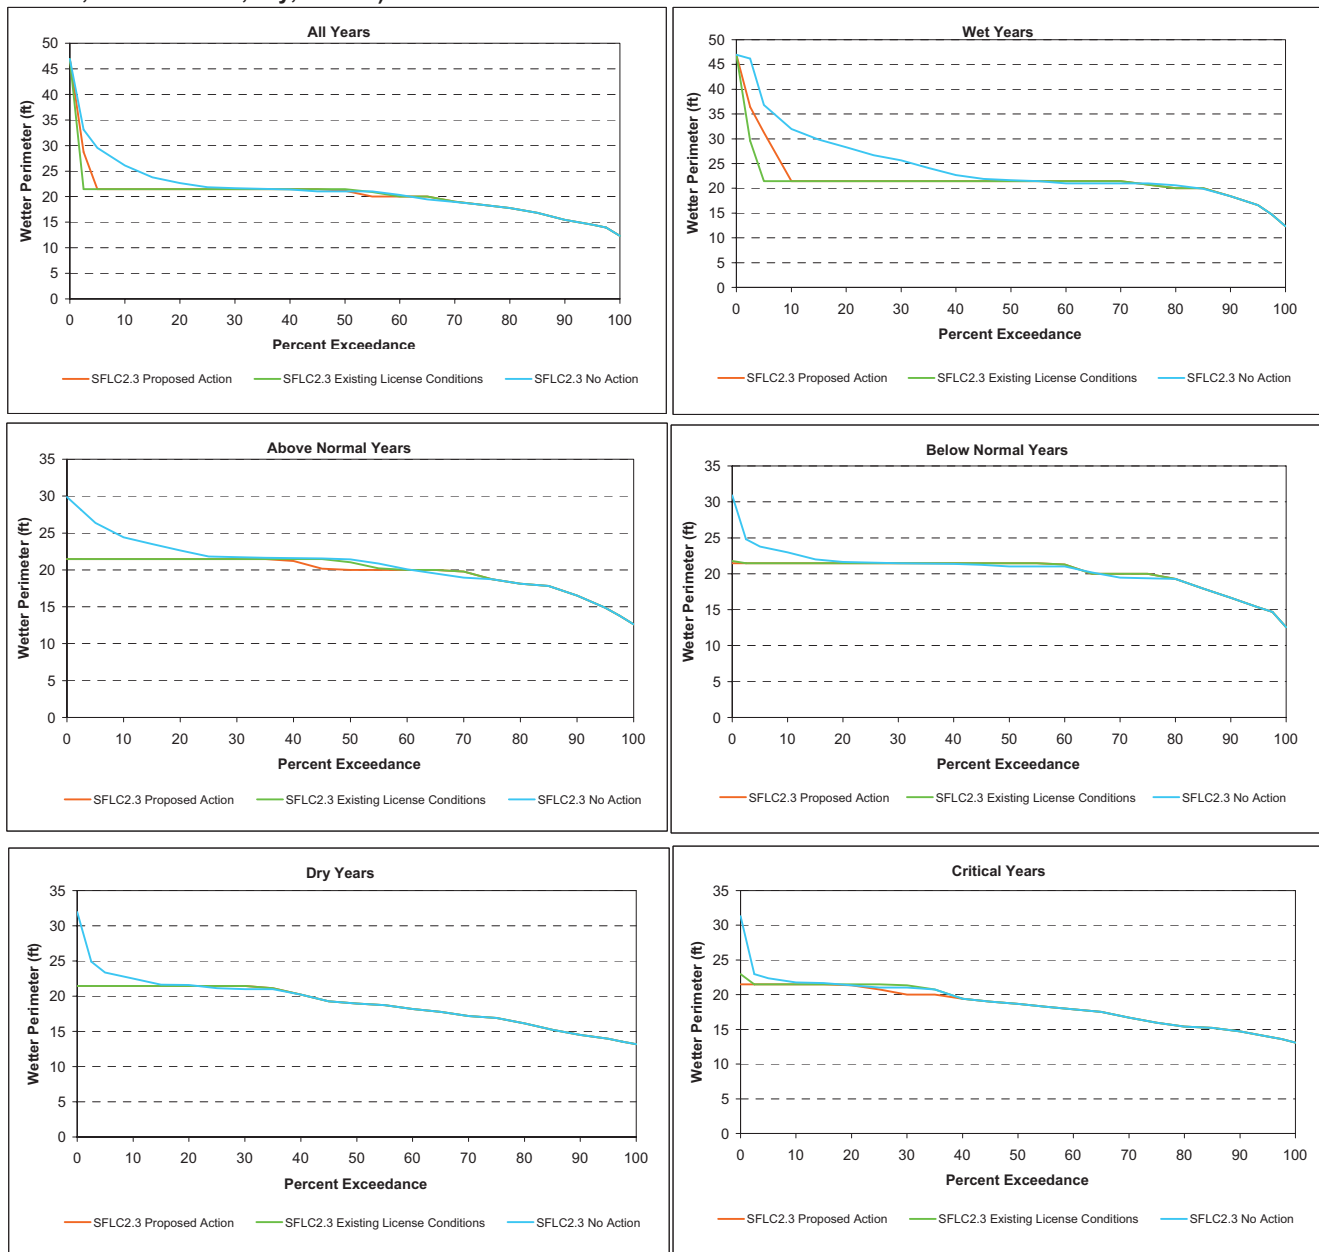 All Years
Wetter Perimeter (ft)
50
45
40
35
30
25
20
15
10
5
0
0 10 20 30 40 50 60 70 80 90 100
Percent Exceedance
SFLC2.3 Proposed Action SFLC2.3 Existing License Conditions SFLC2.3 No Action
Wet Years
Wetter Perimeter (ft)
50
45
40
35
30
25
20
15
10
5
0
0 10 20 30 40 50 60 70 80 90 100
Percent Exceedance
SFLC2.3 Proposed Action SFLC2.3 Existing License Conditions SFLC2.3 No Action
Above Normal Years
Wetter Perimeter (ft)
35
30
25
20
15
10
5
0
0 10 20 30 40 50 60 70 80 90 100
Percent Exceedance
SFLC2.3 Proposed Action SFLC2.3 Existing License Conditions SFLC2.3 No Action
Below Normal Years
Wetter Perimeter (ft)
35
30
25
20
15
10
5
0
0 10 20 30 40 50 60 70 80 90 100
Percent Exceedance
SFLC2.3 Proposed Action SFLC2.3 Existing License Conditions SFLC2.3 No Action
Dry Years
Wetter Perimeter (ft)
35
30
25
20
15
10
5
0
0 10 20 30 40 50 60 70 80 90 100
Percent Exceedance
SFLC2.3 Proposed Action SFLC2.3 Existing License Conditions SFLC2.3 No Action
Critical Years
Wetter Perimeter (ft)
35
30
25
20
15
10
5
0
0 10 20 30 40 50 60 70 80 90 100
Percent Exceedance
SFLC2.3 Proposed Action SFLC2.3 Existing License Conditions SFLC2.3 No Action